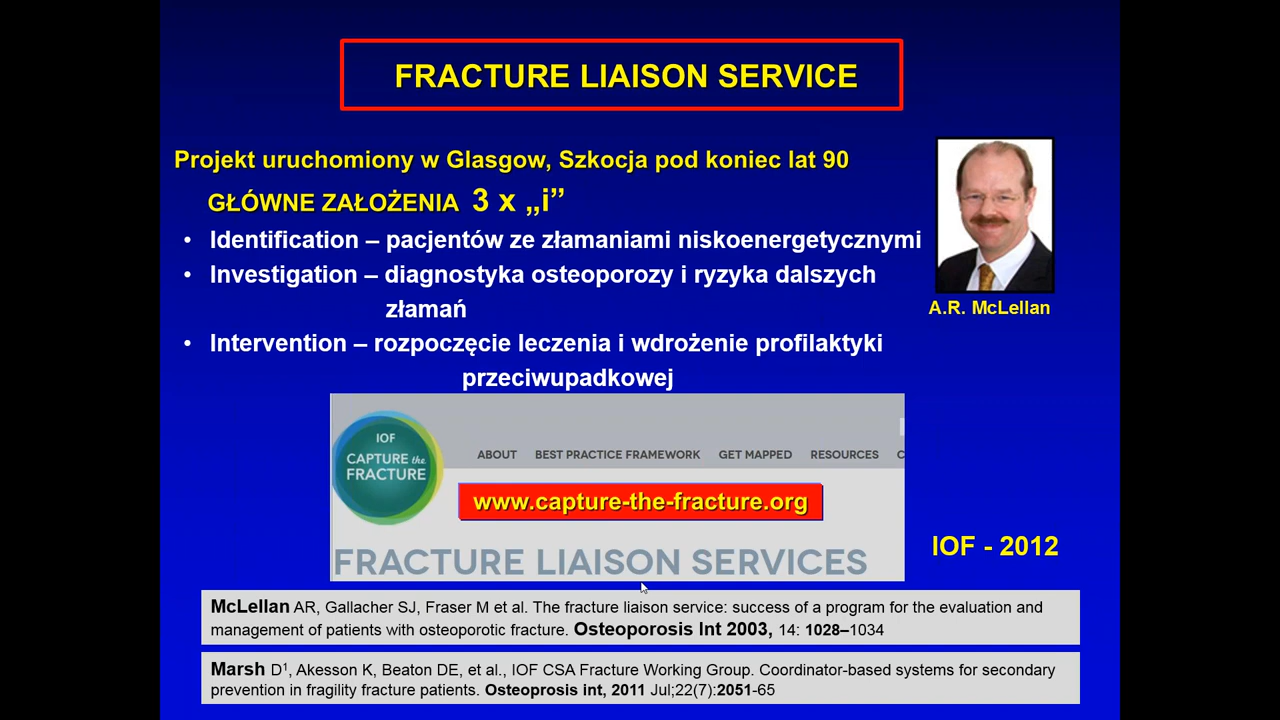 FRACTURE LIAISON SERVICE
Projekt uruchomiony w Glasgow, Szkocja pod koniec lat 90
GŁÓWNE ZAŁOŻENIA 3 x „i”
• Identification – pacjentów ze złamaniami niskoenergetycznymi
• Investigation – diagnostyka osteoporozy i ryzyka dalszych
złamań
• Intervention – rozpoczęcie leczenia i wdrożenie profilaktyki
przeciwupadkowej
A.R. McLellan
IOF
CAPTURE the
FRACTURE
ABOUT BEST PRACTICE FRAMEWORK GET MAPPED RESOURCES
www.capture-the-fracture.org
FRACTURE LIAISON SERVICES
IOF - 2012
McLellan AR, Gallacher SJ, Fraser M et al. The fracture liaison service: success of a program for the evaluation and
management of patients with osteoporotic fracture. Osteoporosis Int 2003, 14: 1028–1034
Marsh D¹, Akesson K, Beaton DE, et al., IOF CSA Fracture Working Group. Coordinator-based systems for secondary
prevention in fragility fracture patients. Osteoprosis int, 2011 Jul;22(7):2051-65